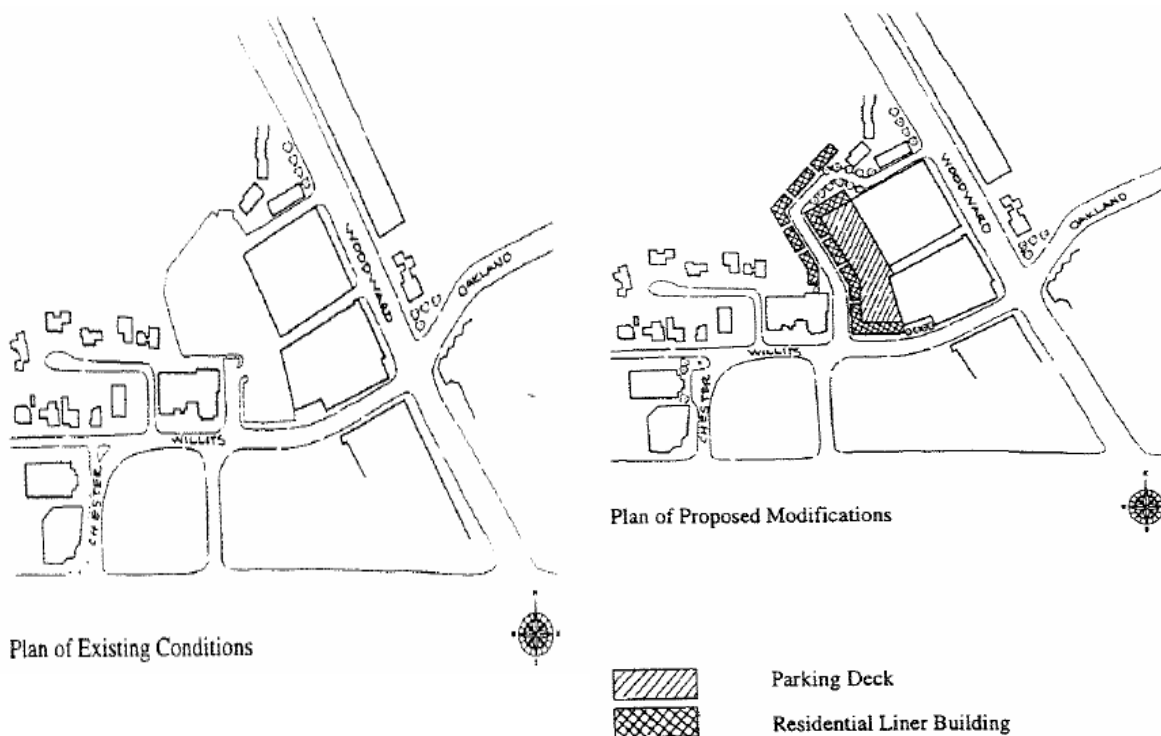 WOODWARD
OAKLAND
WILLITS
CHESTER
Plan of Existing Conditions
WOODWARD
OAKLAND
WILLITS
CHESTER
Plan of Proposed Modifications
Parking Deck
Residential Liner Building